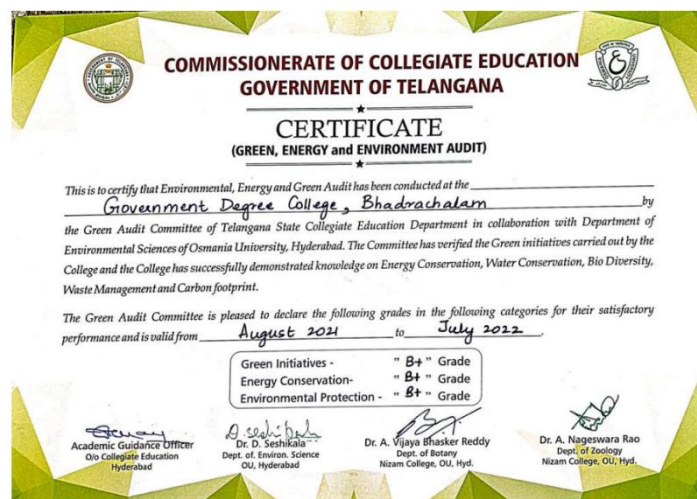 COMMISSIONERATE OF COLLEGIATE EDUCATION
GOVERNMENT OF TELANGANA
CERTIFICATE
(GREEN, ENERGY and ENVIRONMENT AUDIT)
This is to certify that Environmental, Energy and Green Audit has been conducted at the
Government Degree College, Bhadrachalam by
the Green Audit Committee of Telangana State Collegiate Education Department in collaboration with Department of
Environmental Sciences of Osmania University, Hyderabad. The Committee has verified the Green initiatives carried out by the
College and the College has successfully demonstrated knowledge on Energy Conservation, Water Conservation, Bio Diversity,
Waste Management and Carbon footprint.
The Green Audit Committee is pleased to declare the following grades in the following categories for their satisfactory
performance and is valid from August 2021 to July 2022.
Green Initiatives - " B+ " Grade
Energy Conservation- " B+ " Grade
Environmental Protection - " B+ " Grade
D. Seshikala
Academic Guidance Officer
O/o Collegiate Education
Hyderabad
Dr. D. Seshikala
Dept. of Environ. Science
OU, Hyderabad
Dr. A. Vijaya Bhasker Reddy
Dept. of Botany
Nizam College, OU, Hyd.
Dr. A. Nageswara Rao
Dept. of Zoology
Nizam College, OU, Hyd.